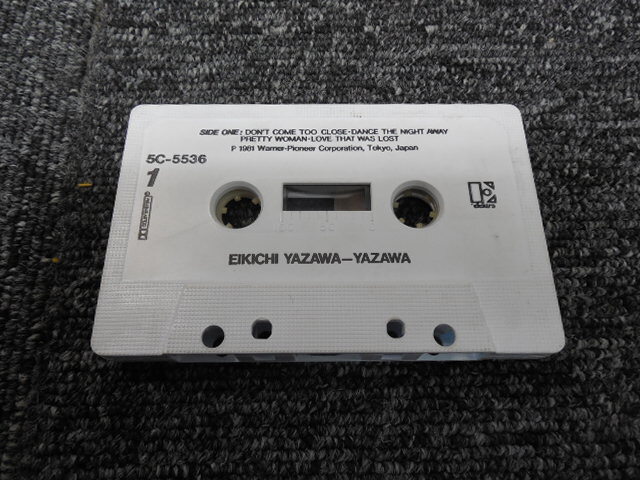 SIDE ONE: DON'T COME TOO CLOSE·DANCE THE NIGHT AWAY
PRETTY WOMAN·LOVE THAT WAS LOST
P 1981 Warner-Pioneer Corporation, Tokyo, Japan
5C-5536
1
EIKICHI YAZAWA—YAZAWA